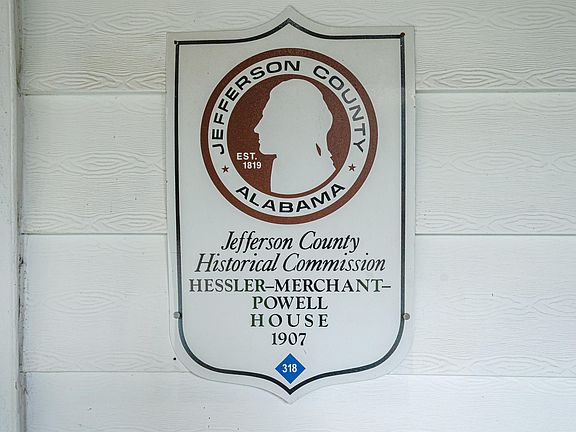 JEFFERSON COUNTY
EST.
1819
ALABAMA
Jefferson County
Historical Commission
HESSLER–MERCHANT–
POWELL
HOUSE
1907
318